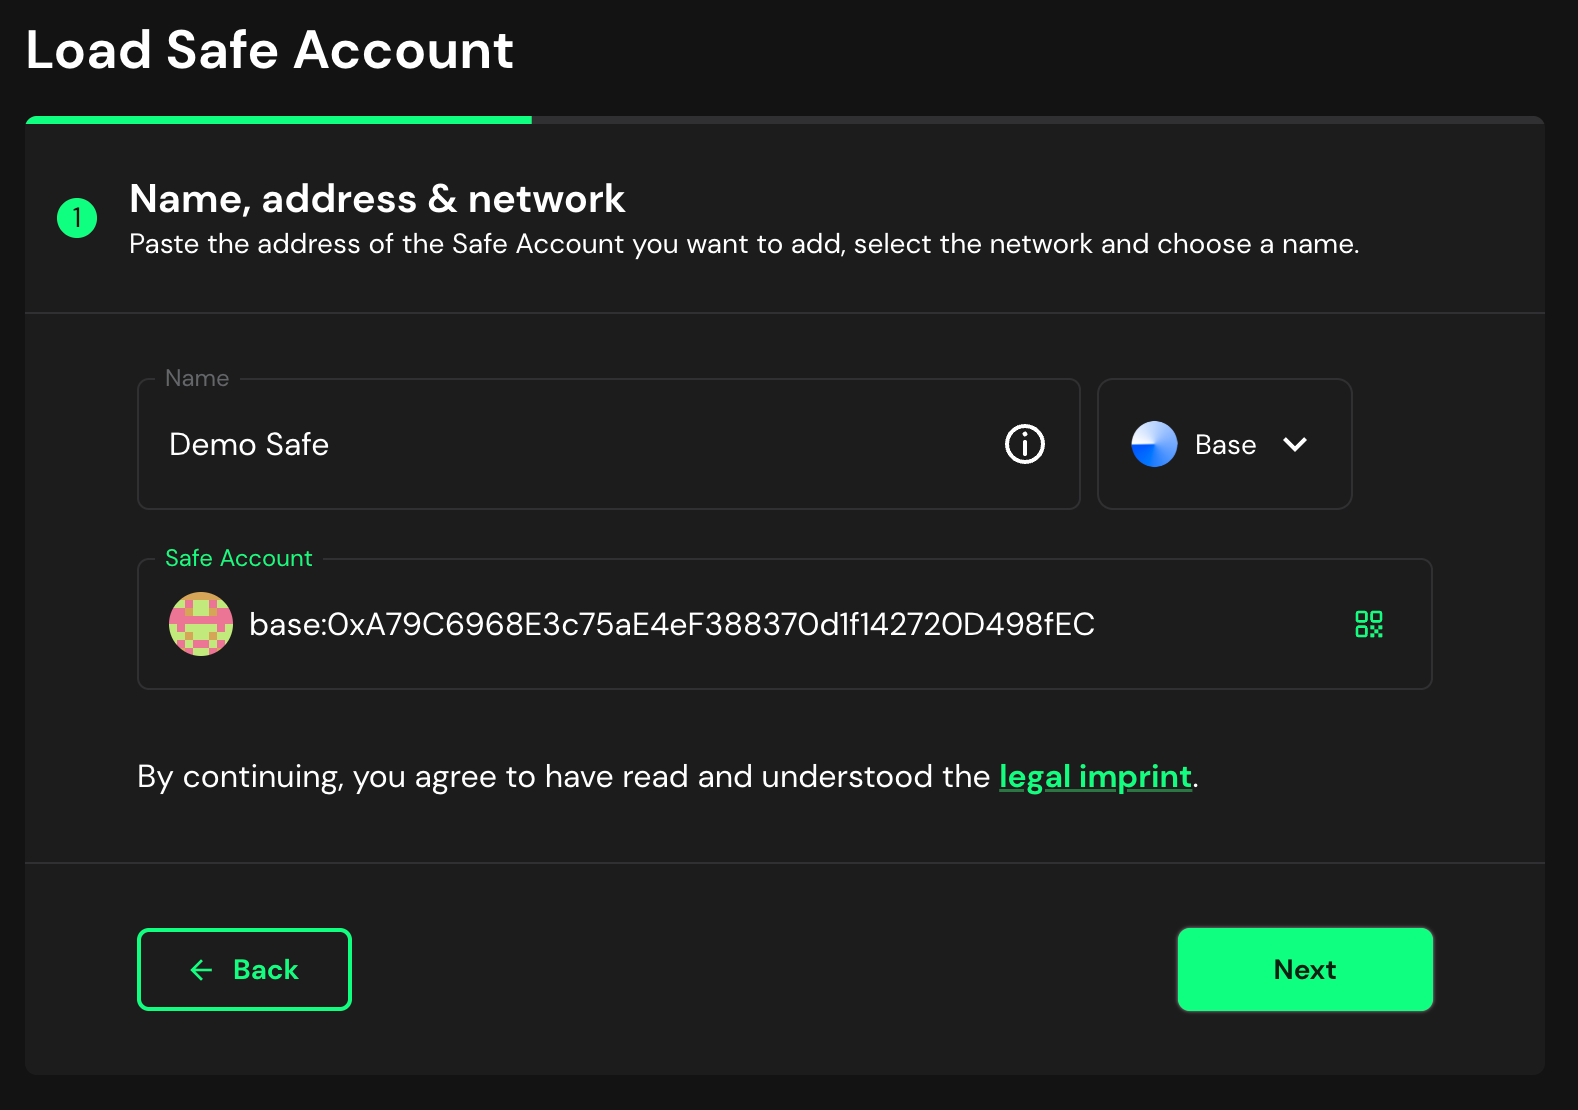 Load Safe Account
1
Name, address & network
Paste the address of the Safe Account you want to add, select the network and choose a name.
Name
Demo Safe
Base
Safe Account
base:0xA79C6968E3c75aE4eF388370d1f142720D498fEC
By continuing, you agree to have read and understood the legal imprint.
Back
Next